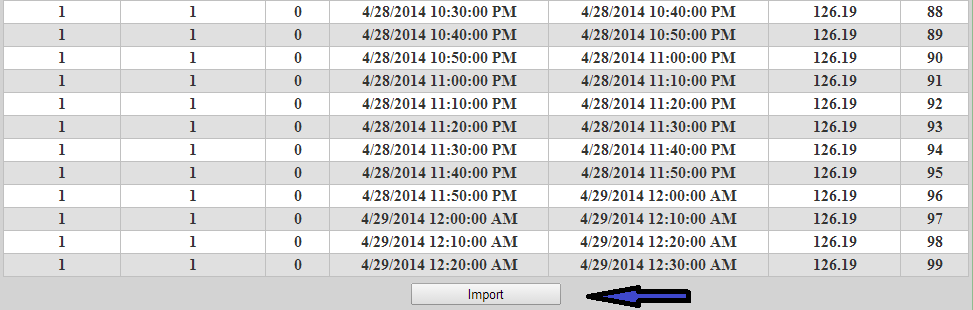 1 1 0 4/28/2014 10:30:00 PM 4/28/2014 10:40:00 PM 126.19 88
1 1 0 4/28/2014 10:40:00 PM 4/28/2014 10:50:00 PM 126.19 89
1 1 0 4/28/2014 10:50:00 PM 4/28/2014 11:00:00 PM 126.19 90
1 1 0 4/28/2014 11:00:00 PM 4/28/2014 11:10:00 PM 126.19 91
1 1 0 4/28/2014 11:10:00 PM 4/28/2014 11:20:00 PM 126.19 92
1 1 0 4/28/2014 11:20:00 PM 4/28/2014 11:30:00 PM 126.19 93
1 1 0 4/28/2014 11:30:00 PM 4/28/2014 11:40:00 PM 126.19 94
1 1 0 4/28/2014 11:40:00 PM 4/28/2014 11:50:00 PM 126.19 95
1 1 0 4/28/2014 11:50:00 PM 4/29/2014 12:00:00 AM 126.19 96
1 1 0 4/29/2014 12:00:00 AM 4/29/2014 12:10:00 AM 126.19 97
1 1 0 4/29/2014 12:10:00 AM 4/29/2014 12:20:00 AM 126.19 98
1 1 0 4/29/2014 12:20:00 AM 4/29/2014 12:30:00 AM 126.19 99
Import